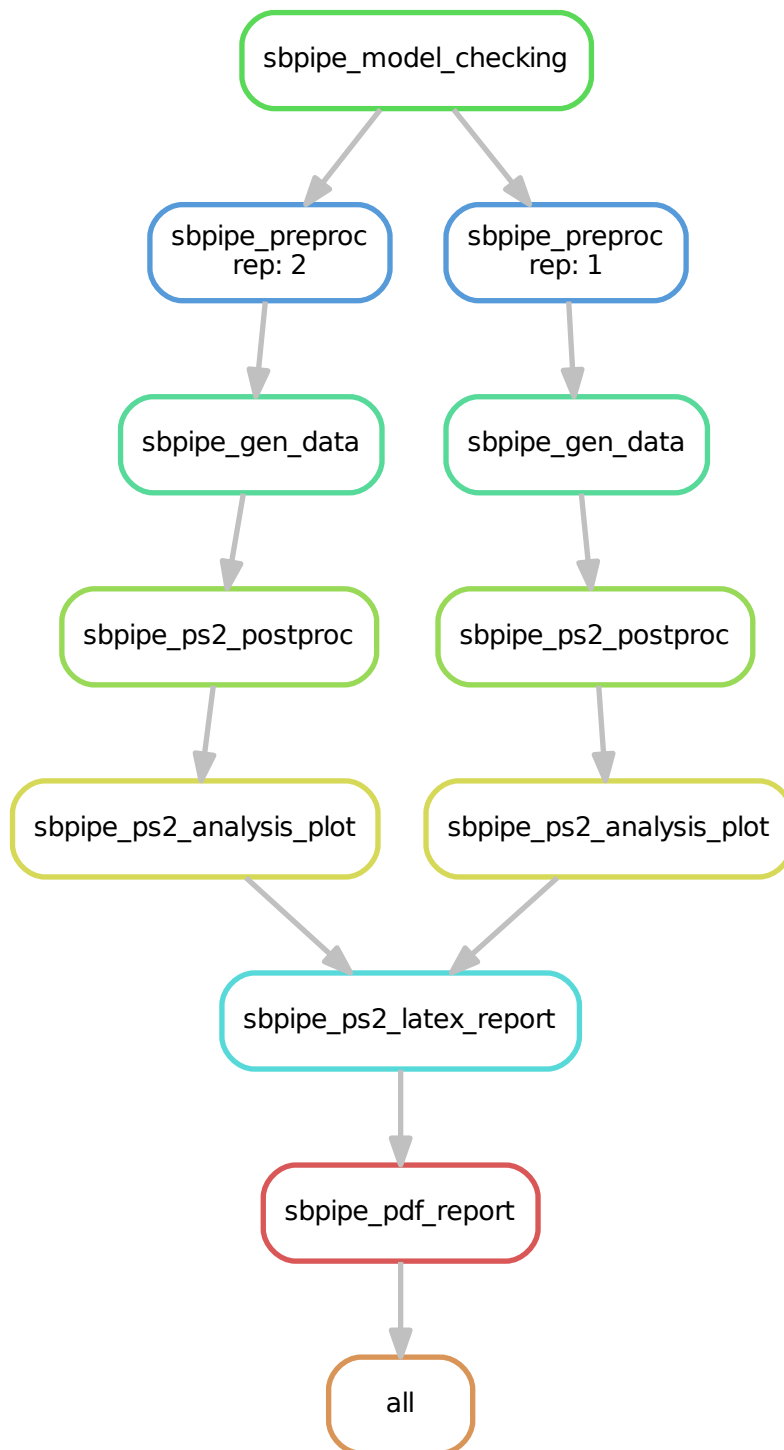 sbpipe_model_checking
sbpipe_preproc
rep: 2
sbpipe_preproc
rep: 1
sbpipe_gen_data
sbpipe_gen_data
sbpipe_ps2_postproc
sbpipe_ps2_postproc
sbpipe_ps2_analysis_plot
sbpipe_ps2_analysis_plot
sbpipe_ps2_latex_report
sbpipe_pdf_report
all